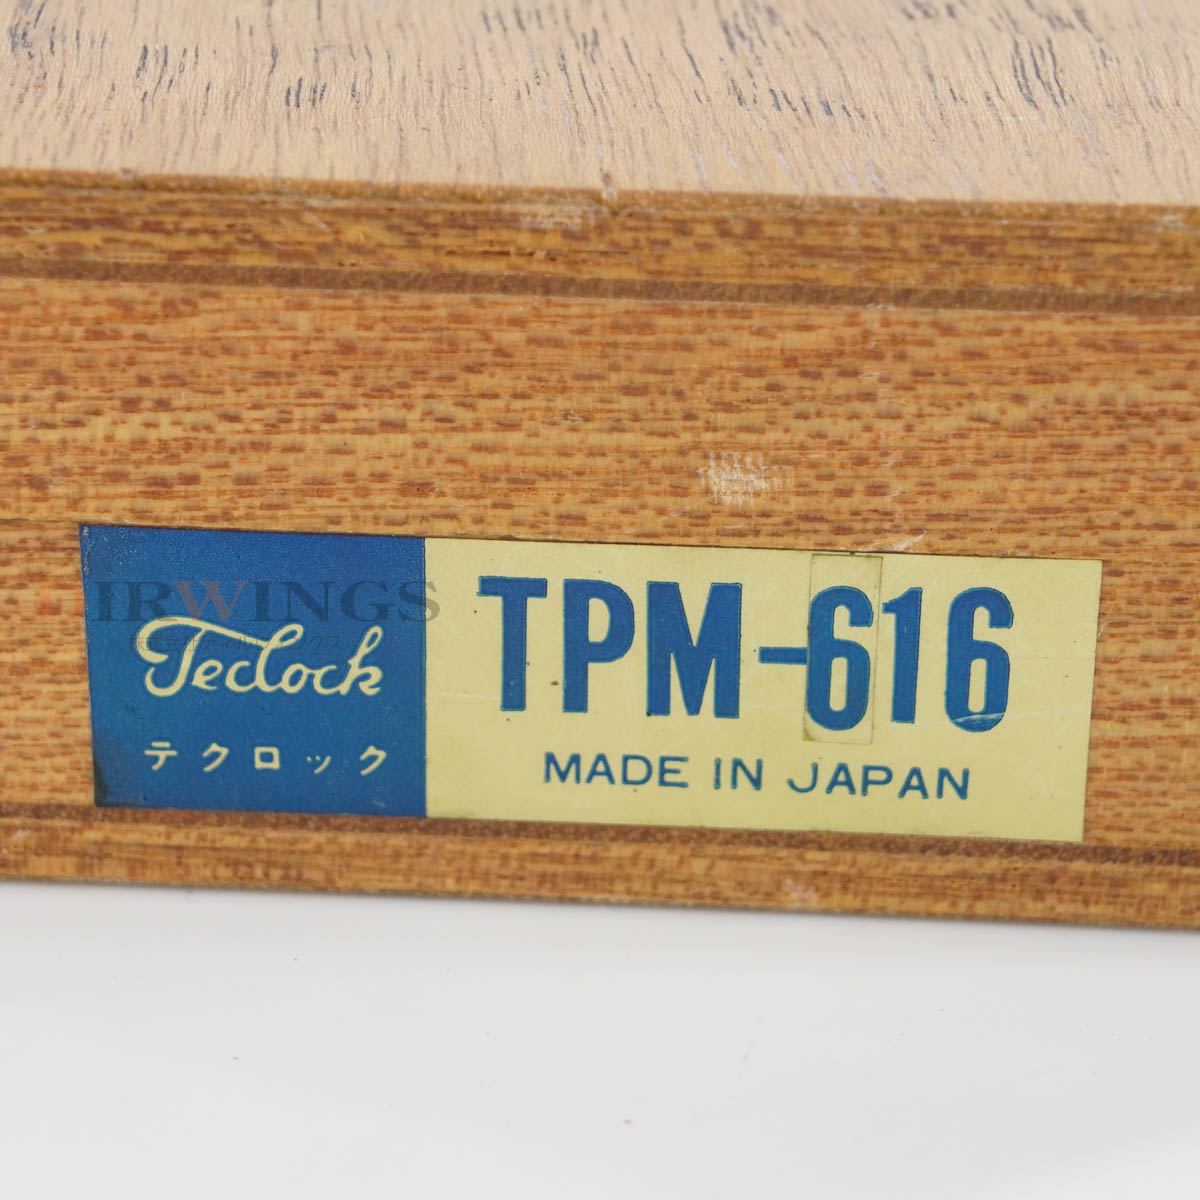 IRWINGS
Teclock
テクロック
TPM-616
MADE IN JAPAN